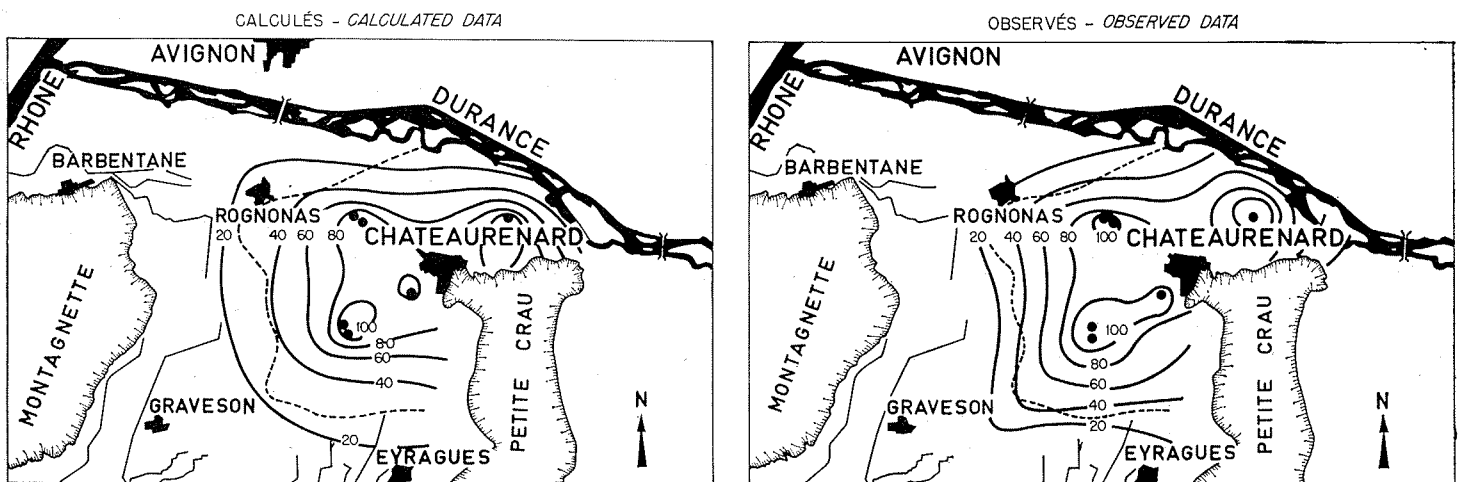 CALCULÉS - CALCULATED DATA
AVIGNON
RHONE
DURANCE
BARBENTANE
ROGNONAS
20 40 60 80
CHATEAURENARD
MONTAGNETTE
100
80
60
40
PETITE CRAU
GRAVESON
N
20
EYRAGUES
OBSERVÉS - OBSERVED DATA
AVIGNON
RHONE
DURANCE
BARBENTANE
ROGNONAS
20 40 60 80 100
CHATEAURENARD
MONTAGNETTE
100
80
60
40
PETITE CRAU
GRAVESON
N
20
EYRAGUES